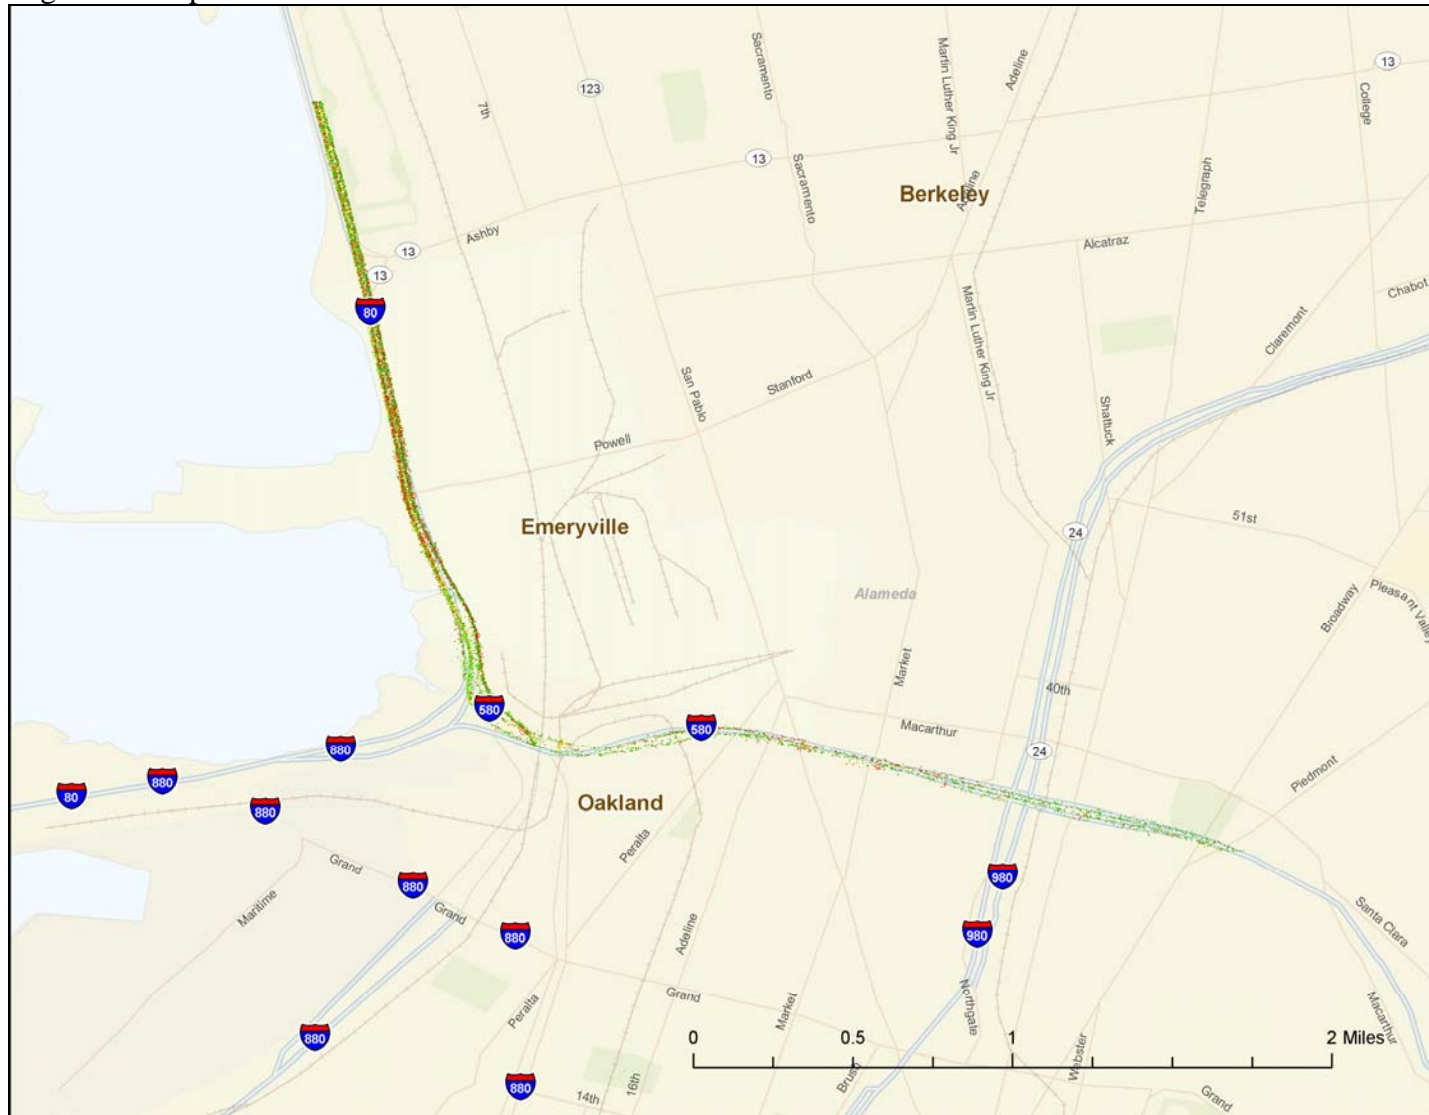 Sacramento
Martin Luther King Jr
Adeline
13
College
7th
123
13
Sacramento
Berkeley
Adeline
Telegraph
Ashby
13
Alcatraz
13
Chabot
80
Martin Luther King Jr
Claremont
San Pablo
Stanford
Shattuck
Powell
51st
Emeryville
24
Alameda
Broadway
Pleasant Valley
Market
40th
580
580
Macarthur
880
24
880
80
Oakland
Piedmont
880
Peralta
Grand
880
980
Maritime
Grand
Santa Clara
880
Adeline
980
Peralta
Grand
Market
Northgate
Macarthur
880
0 0.5 1 2 Miles
Webster
880
16th
14th
Grand